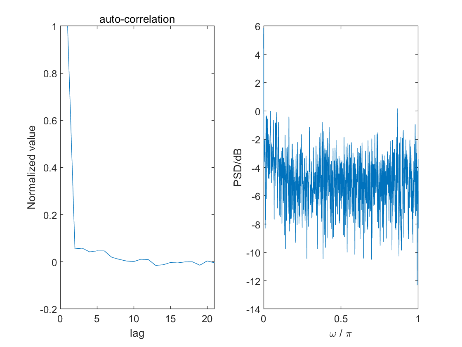 auto-correlation
1
0.8
0.6
0.4
0.2
0
-0.2
Normalized value
0 5 10 15 20
lag
6
4
2
0
-2
-4
-6
-8
-10
-12
-14
PSD/dB
0 0.5 1
ω / π